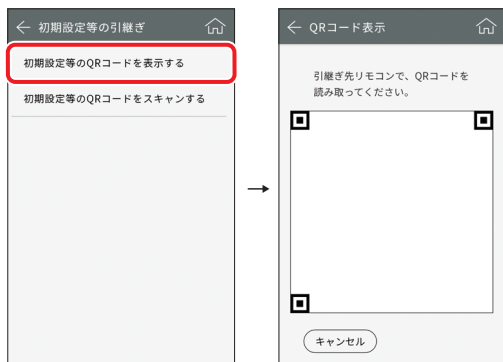 初期設定等の引継ぎ
初期設定等のQRコードを表示する
初期設定等のQRコードをスキャンする
QRコード表示
引継ぎ先リモコンで、QRコードを
読み取ってください。
キャンセル